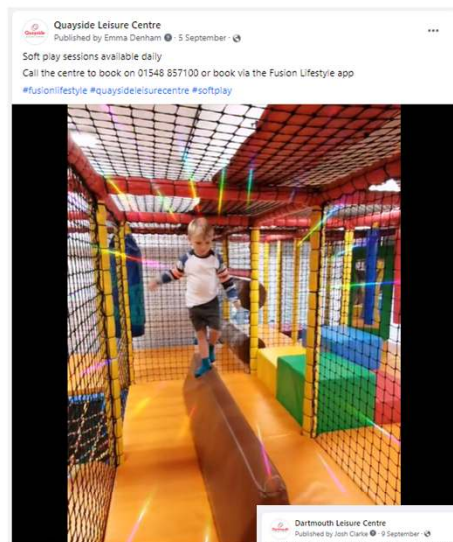 Quayside Leisure Centre
Published by Emma Denham · 5 September ·
Soft play sessions available daily
Call the centre to book on 01548 857100 or book via the Fusion Lifestyle app
#fusionlifestyle #quaysideleisurecentre #softplay
Dartmouth Leisure Centre
Published by Josh Clarke · 9 September ·